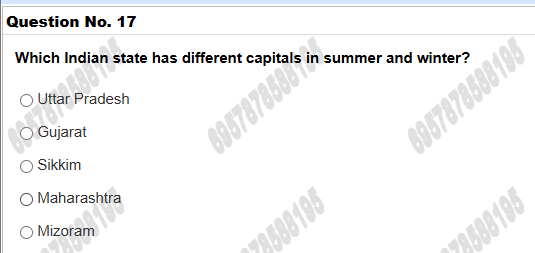 Question No. 17
Which Indian state has different capitals in summer and winter?
Uttar Pradesh
Gujarat
Sikkim
Maharashtra
Mizoram